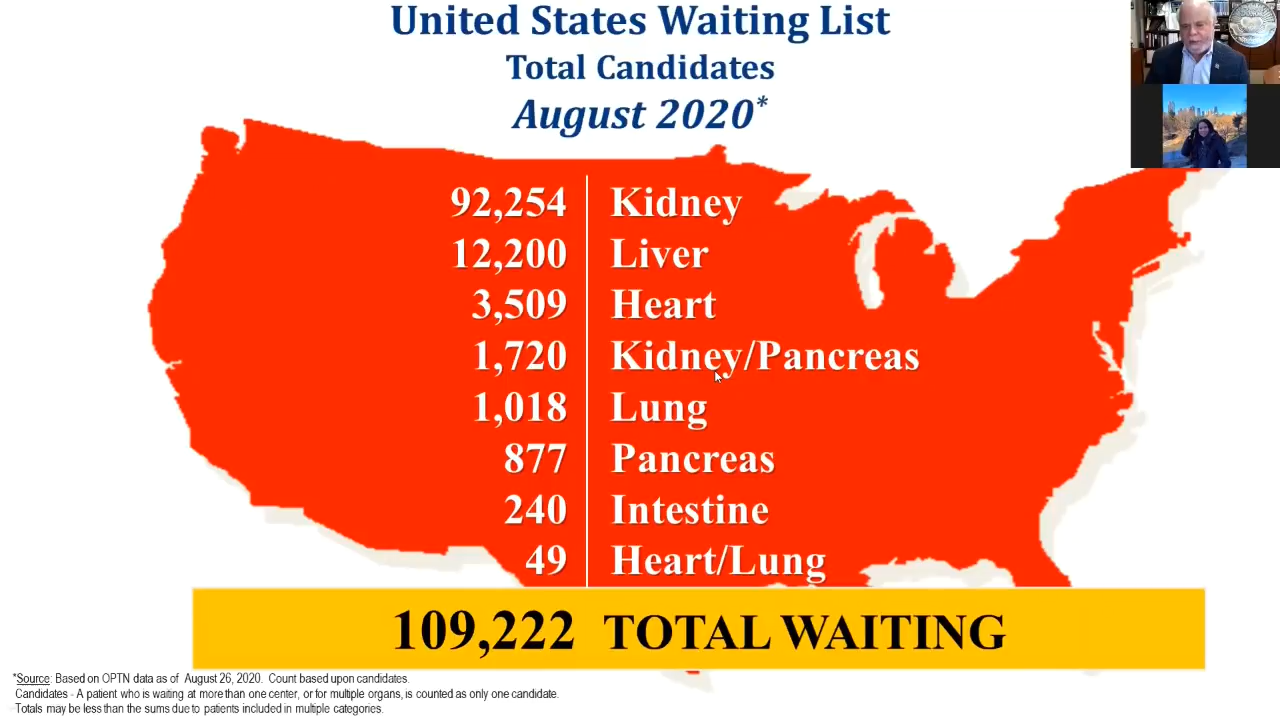 United States Waiting List
Total Candidates
August 2020*
92,254 Kidney
12,200 Liver
3,509 Heart
1,720 Kidney/Pancreas
1,018 Lung
877 Pancreas
240 Intestine
49 Heart/Lung
109,222 TOTAL WAITING
*Source: Based on OPTN data as of August 26, 2020. Count based upon candidates.
Candidates - A patient who is waiting at more than one center, or for multiple organs, is counted as only one candidate.
Totals may be less than the sums due to patients included in multiple categories.